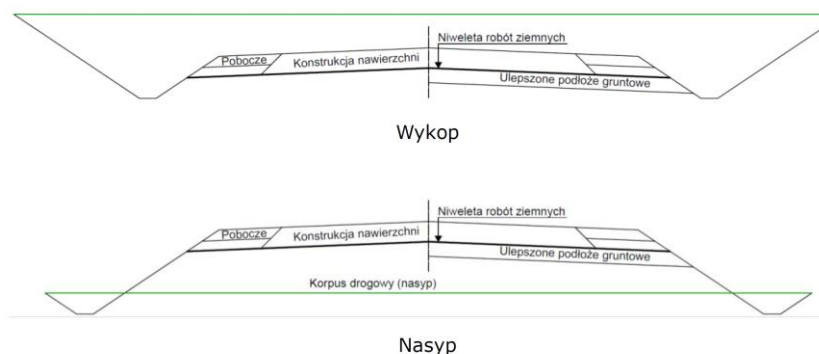 Niweleta robót ziemnych
Pobocze
Konstrukcja nawierzchni
Ulepszone podłoże gruntowe
Wykop
Niweleta robót ziemnych
Pobocze
Konstrukcja nawierzchni
Ulepszone podłoże gruntowe
Korpus drogowy (nasyp)
Nasyp